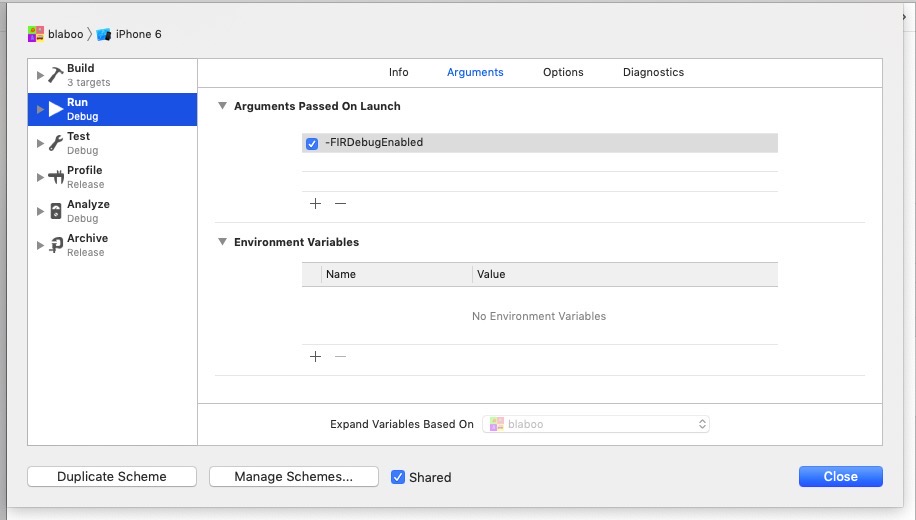 blaboo 〉 iPhone 6
Build
3 targets
Run
Debug
Test
Debug
Profile
Release
Analyze
Debug
Archive
Release
Info Arguments Options Diagnostics
Arguments Passed On Launch
-FIRDebugEnabled
Environment Variables
Name Value
No Environment Variables
Expand Variables Based On blaboo
Duplicate Scheme Manage Schemes... Shared Close